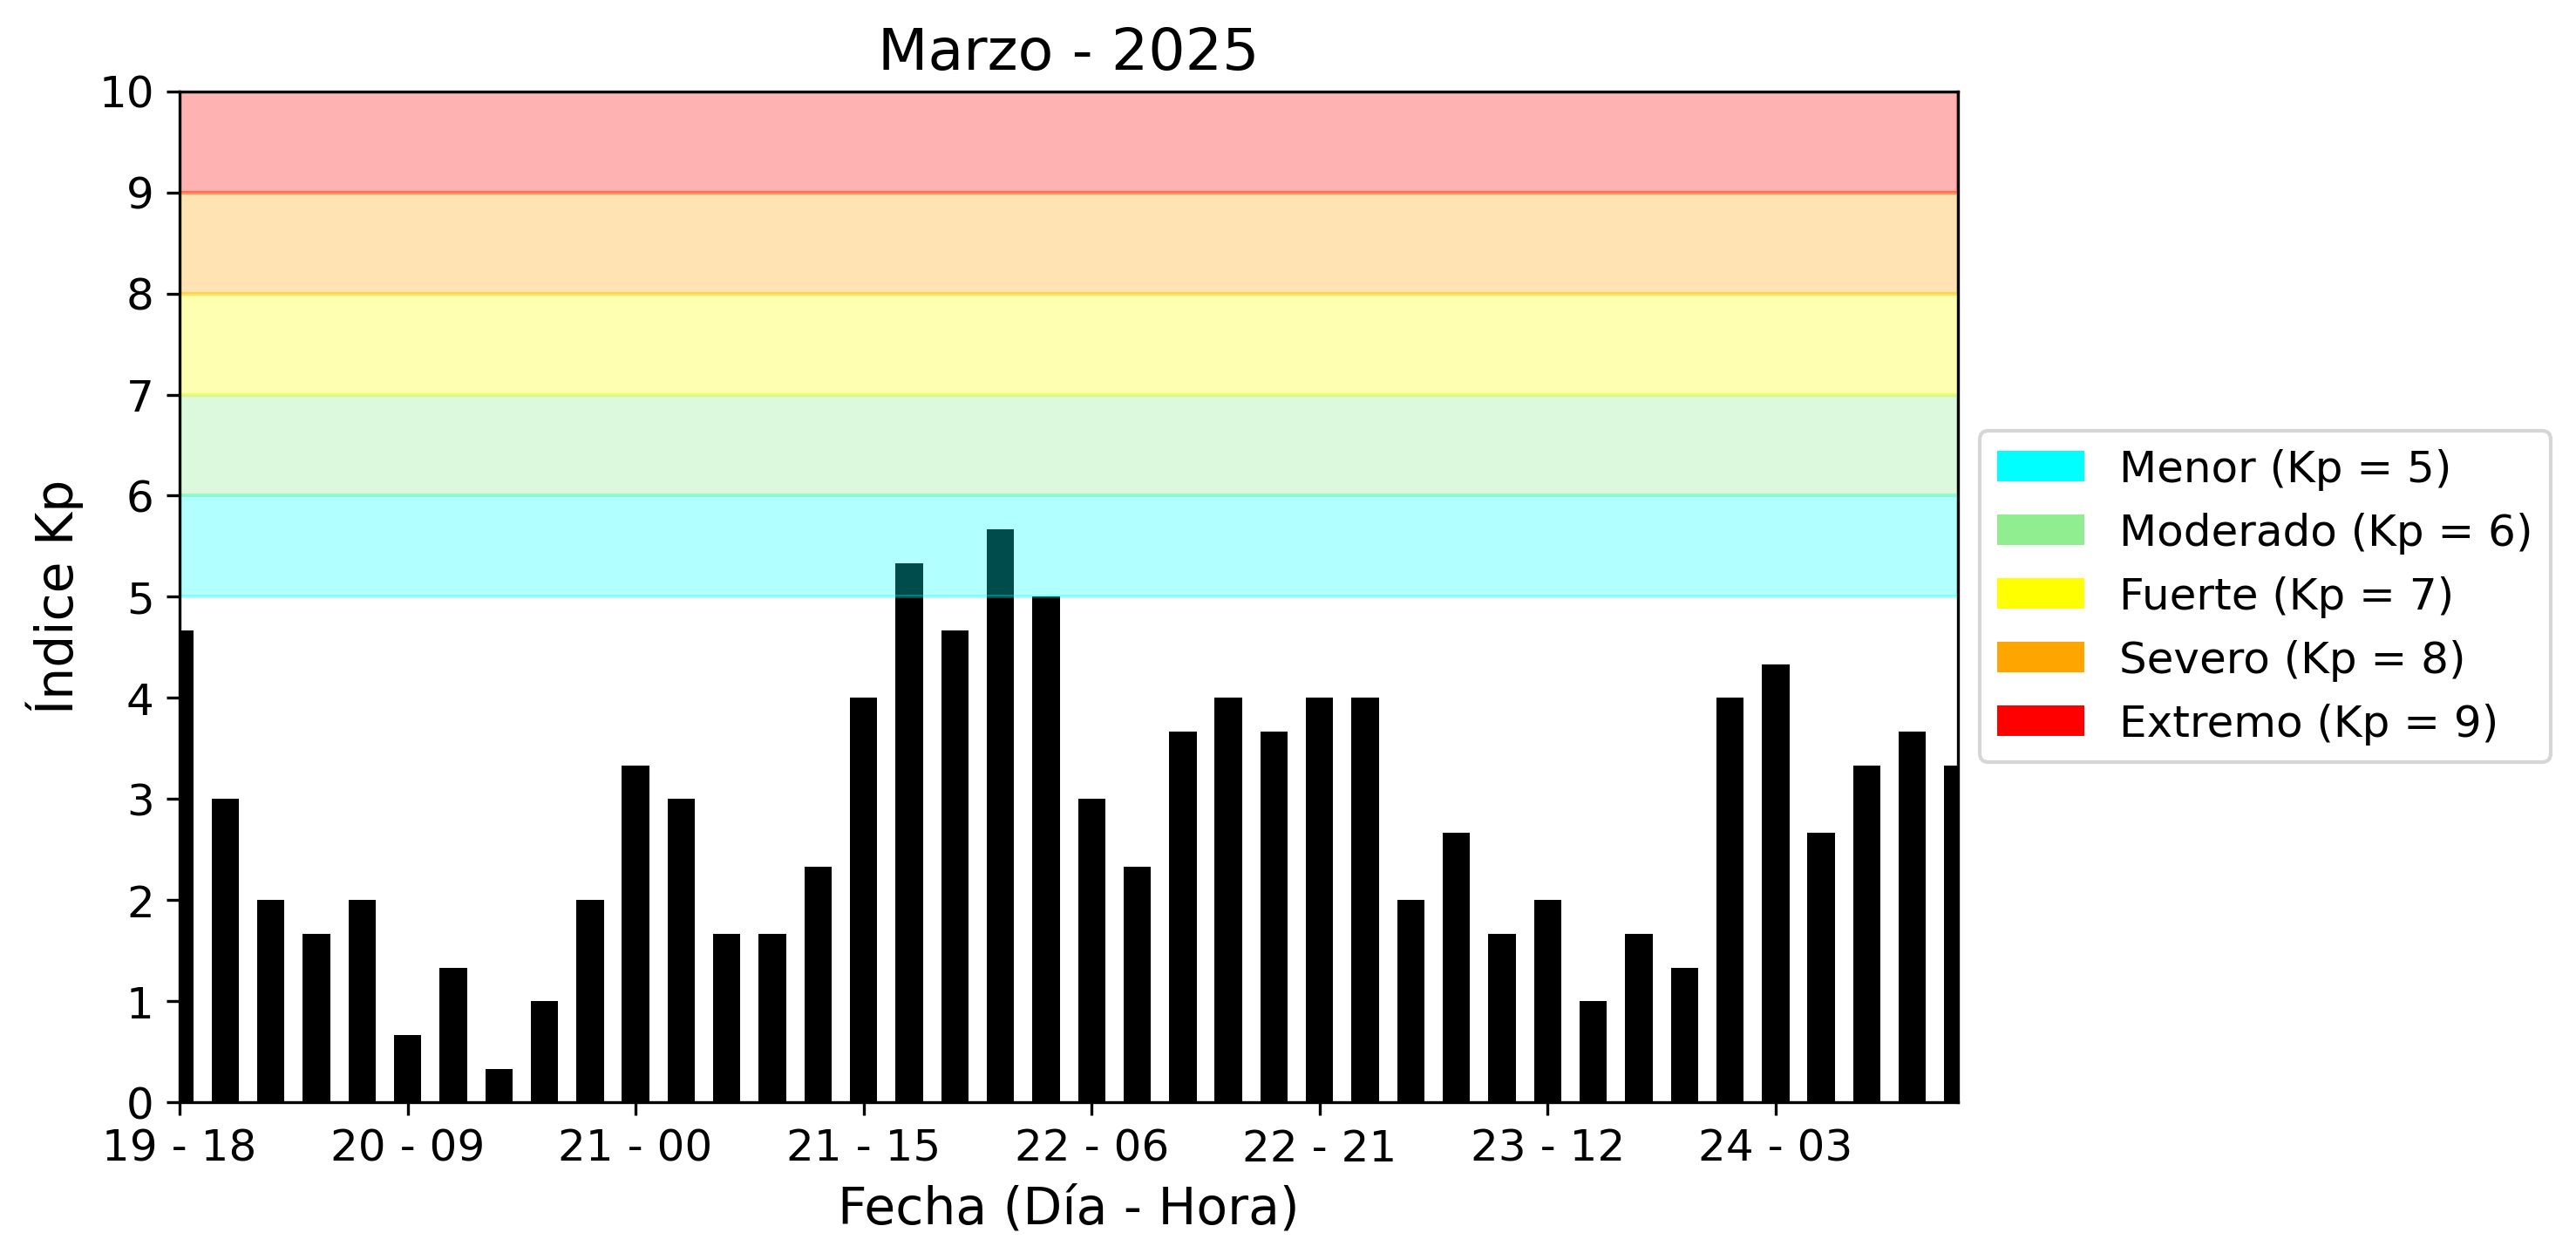 Marzo - 2025
10
9
8
7
6
5
4
3
2
1
0
Índice Kp
19 - 18
20 - 09
21 - 00
21 - 15
22 - 06
22 - 21
23 - 12
24 - 03
Fecha (Día - Hora)
Menor (Kp = 5)
Moderado (Kp = 6)
Fuerte (Kp = 7)
Severo (Kp = 8)
Extremo (Kp = 9)